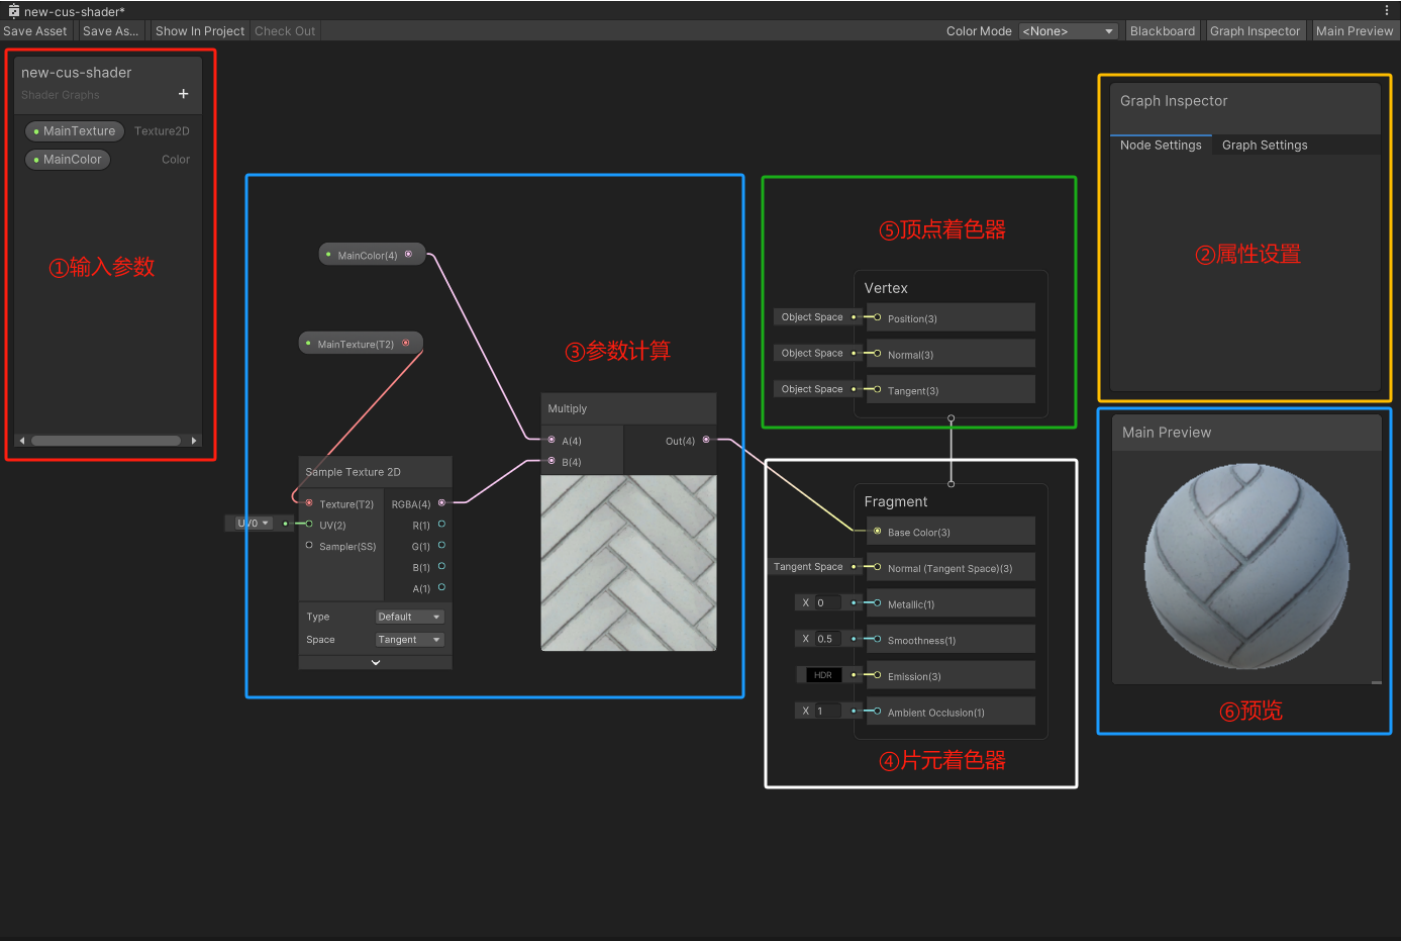 new-cus-shader*
Save Asset Save As... Show In Project Check Out Color Mode <None> Blackboard Graph Inspector Main Preview
new-cus-shader
Shader Graphs
+
MainTexture Texture2D
MainColor Color
①输入参数
MainColor(4)
MainTexture(T2)
③参数计算
Sample Texture 2D
Texture(T2) RGBA(4)
UV0 UV(2) R(1)
Sampler(SS) G(1)
B(1)
A(1)
Type Default
Space Tangent
Multiply
A(4) Out(4)
B(4)
⑤顶点着色器
Vertex
Object Space Position(3)
Object Space Normal(3)
Object Space Tangent(3)
Fragment
Base Color(3)
Tangent Space Normal (Tangent Space)(3)
X 0 Metallic(1)
X 0.5 Smoothness(1)
HDR Emission(3)
X 1 Ambient Occlusion(1)
④片元着色器
Graph Inspector
Node Settings Graph Settings
②属性设置
Main Preview
⑥预览